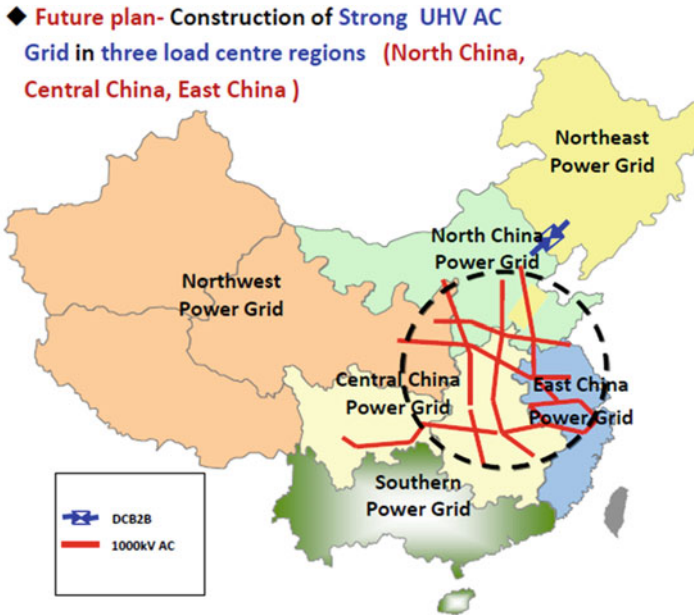 ◆ Future plan- Construction of Strong UHV AC
Grid in three load centre regions (North China,
Central China, East China )
Northeast
Power Grid
North China
Power Grid
Northwest
Power Grid
Central China
Power Grid
East China
Power Grid
Southern
Power Grid
DCB2B
1000kV AC